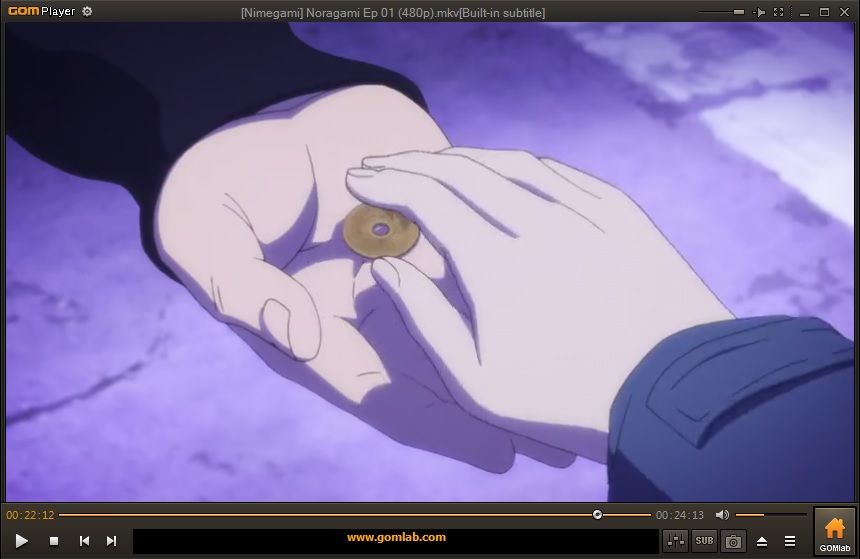 GOM Player [Nimegami] Noragami Ep 01 (480p).mkv[Built-in subtitle]
00:22:12 00:24:13
www.gomlab.com SUB GOMlab